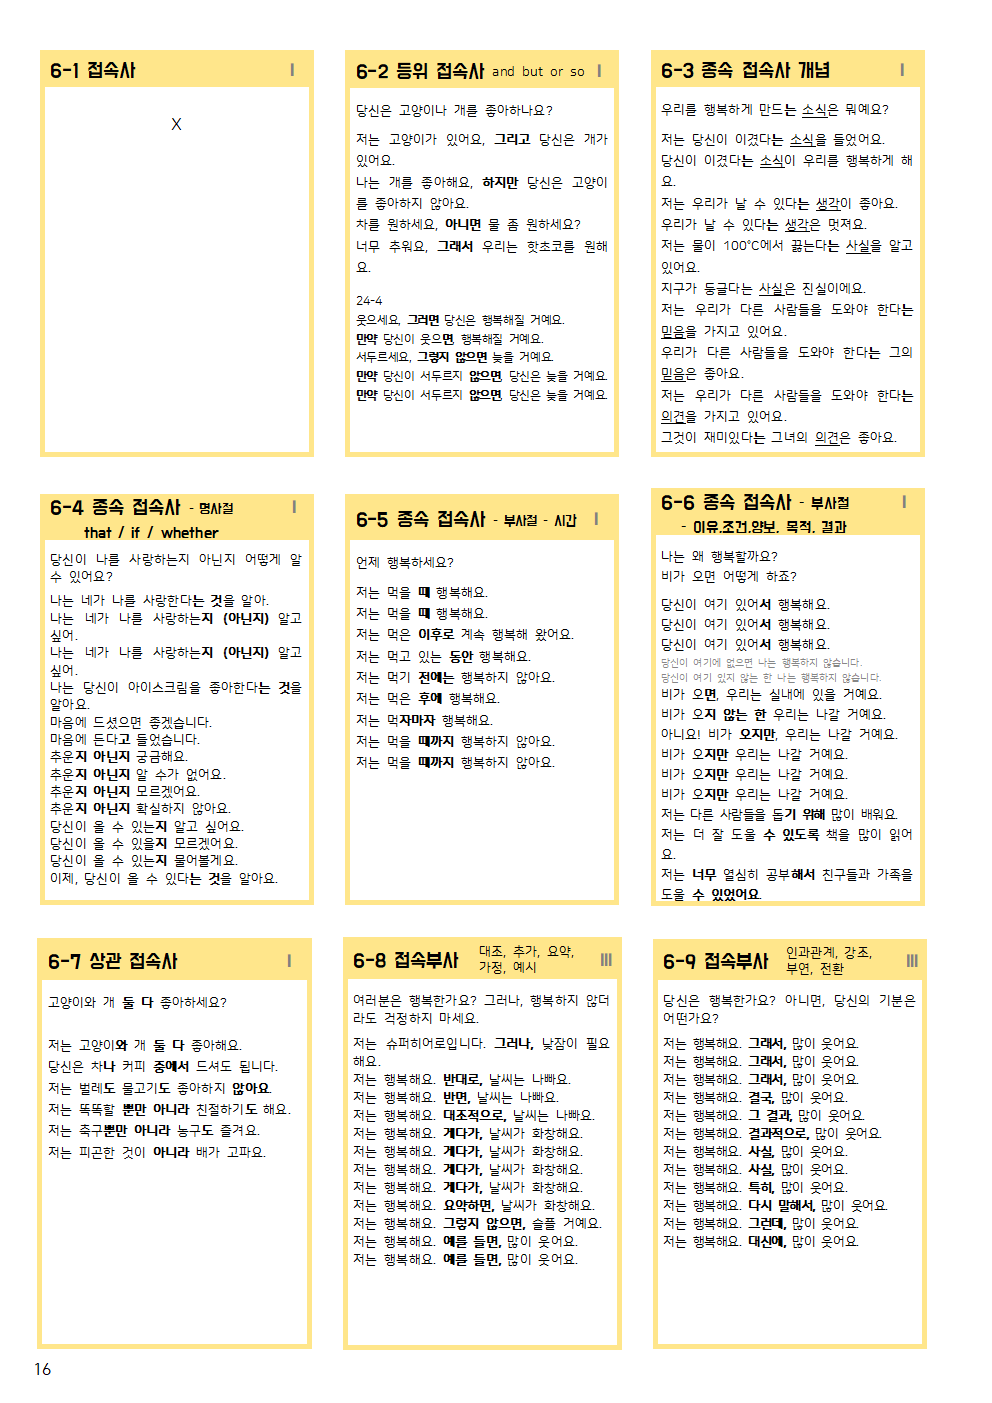 6-1 접속사 I
X
6-2 등위 접속사 and but or so I
당신은 고양이나 개를 좋아하나요?
저는 고양이가 있어요, 그리고 당신은 개가
있어요.
나는 개를 좋아해요, 하지만 당신은 고양이
를 좋아하지 않아요.
차를 원하세요, 아니면 물 좀 원하세요?
너무 추워요, 그래서 우리는 핫초코를 원해
요.
24-4
웃으세요, 그러면 당신은 행복해질 거예요.
만약 당신이 웃으면, 행복해질 거예요.
서두르세요, 그렇지 않으면 늦을 거예요.
만약 당신이 서두르지 않으면, 당신은 늦을 거예요.
만약 당신이 서두르지 않으면, 당신은 늦을 거예요.
6-3 종속 접속사 개념 I
우리를 행복하게 만드는 소식은 뭐예요?
저는 당신이 이겼다는 소식을 들었어요.
당신이 이겼다는 소식이 우리를 행복하게 해
요.
저는 우리가 날 수 있다는 생각이 좋아요.
우리가 날 수 있다는 생각은 멋져요.
저는 물이 100°C에서 끓는다는 사실을 알고
있어요.
지구가 둥글다는 사실은 진실이에요.
저는 우리가 다른 사람들을 도와야 한다는
믿음을 가지고 있어요.
우리가 다른 사람들을 도와야 한다는 그의
믿음은 좋아요.
저는 우리가 다른 사람들을 도와야 한다는
의견을 가지고 있어요.
그것이 재미있다는 그녀의 의견은 좋아요.
6-4 종속 접속사 - 명사절 I
that / if / whether
당신이 나를 사랑하는지 아닌지 어떻게 알
수 있어요?
나는 네가 나를 사랑한다는 것을 알아.
나는 네가 나를 사랑하는지 (아닌지) 알고
싶어.
나는 네가 나를 사랑하는지 (아닌지) 알고
싶어.
나는 당신이 아이스크림을 좋아한다는 것을
알아요.
마음에 드셨으면 좋겠습니다.
마음에 든다고 들었습니다.
추운지 아닌지 궁금해요.
추운지 아닌지 알 수가 없어요.
추운지 아닌지 모르겠어요.
추운지 아닌지 확실하지 않아요.
당신이 올 수 있는지 알고 싶어요.
당신이 올 수 있을지 모르겠어요.
당신이 올 수 있는지 물어볼게요.
이제, 당신이 올 수 있다는 것을 알아요.
6-5 종속 접속사 - 부사절 - 시간 I
언제 행복하세요?
저는 먹을 때 행복해요.
저는 먹을 때 행복해요.
저는 먹은 이후로 계속 행복해 왔어요.
저는 먹고 있는 동안 행복해요.
저는 먹기 전에는 행복하지 않아요.
저는 먹은 후에 행복해요.
저는 먹자마자 행복해요.
저는 먹을 때까지 행복하지 않아요.
저는 먹을 때까지 행복하지 않아요.
6-6 종속 접속사 - 부사절 I
- 이유,조건,양보, 목적, 결과
나는 왜 행복할까요?
비가 오면 어떻게 하죠?
당신이 여기 있어서 행복해요.
당신이 여기 있어서 행복해요.
당신이 여기 있어서 행복해요.
당신이 여기에 없으면 나는 행복하지 않습니다.
당신이 여기 있지 않는 한 나는 행복하지 않습니다.
비가 오면, 우리는 실내에 있을 거예요.
비가 오지 않는 한 우리는 나갈 거예요.
아니요! 비가 오지만, 우리는 나갈 거예요.
비가 오지만 우리는 나갈 거예요.
비가 오지만 우리는 나갈 거예요.
비가 오지만 우리는 나갈 거예요.
저는 다른 사람들을 돕기 위해 많이 배워요.
저는 더 잘 도울 수 있도록 책을 많이 읽어
요.
저는 너무 열심히 공부해서 친구들과 가족을
도울 수 있었어요.
6-7 상관 접속사 I
고양이와 개 둘 다 좋아하세요?
저는 고양이와 개 둘 다 좋아해요.
당신은 차나 커피 중에서 드셔도 됩니다.
저는 벌레도 물고기도 좋아하지 않아요.
저는 똑똑할 뿐만 아니라 친절하기도 해요.
저는 축구뿐만 아니라 농구도 즐겨요.
저는 피곤한 것이 아니라 배가 고파요.
6-8 접속부사 대조, 추가, 요약, III
가정, 예시
여러분은 행복한가요? 그러나, 행복하지 않더
라도 걱정하지 마세요.
저는 슈퍼히어로입니다. 그러나, 낮잠이 필요
해요.
저는 행복해요. 반대로, 날씨는 나빠요.
저는 행복해요. 반면, 날씨는 나빠요.
저는 행복해요. 대조적으로, 날씨는 나빠요.
저는 행복해요. 게다가, 날씨가 화창해요.
저는 행복해요. 게다가, 날씨가 화창해요.
저는 행복해요. 게다가, 날씨가 화창해요.
저는 행복해요. 게다가, 날씨가 화창해요.
저는 행복해요. 요약하면, 날씨가 화창해요.
저는 행복해요. 그렇지 않으면, 슬플 거예요.
저는 행복해요. 예를 들면, 많이 웃어요.
저는 행복해요. 예를 들면, 많이 웃어요.
6-9 접속부사 인과관계, 강조, III
부연, 전환
당신은 행복한가요? 아니면, 당신의 기분은
어떤가요?
저는 행복해요. 그래서, 많이 웃어요.
저는 행복해요. 그래서, 많이 웃어요.
저는 행복해요. 그래서, 많이 웃어요.
저는 행복해요. 결국, 많이 웃어요.
저는 행복해요. 그 결과, 많이 웃어요.
저는 행복해요. 결과적으로, 많이 웃어요.
저는 행복해요. 사실, 많이 웃어요.
저는 행복해요. 사실, 많이 웃어요.
저는 행복해요. 특히, 많이 웃어요.
저는 행복해요. 다시 말해서, 많이 웃어요.
저는 행복해요. 그런데, 많이 웃어요.
저는 행복해요. 대신에, 많이 웃어요.
16